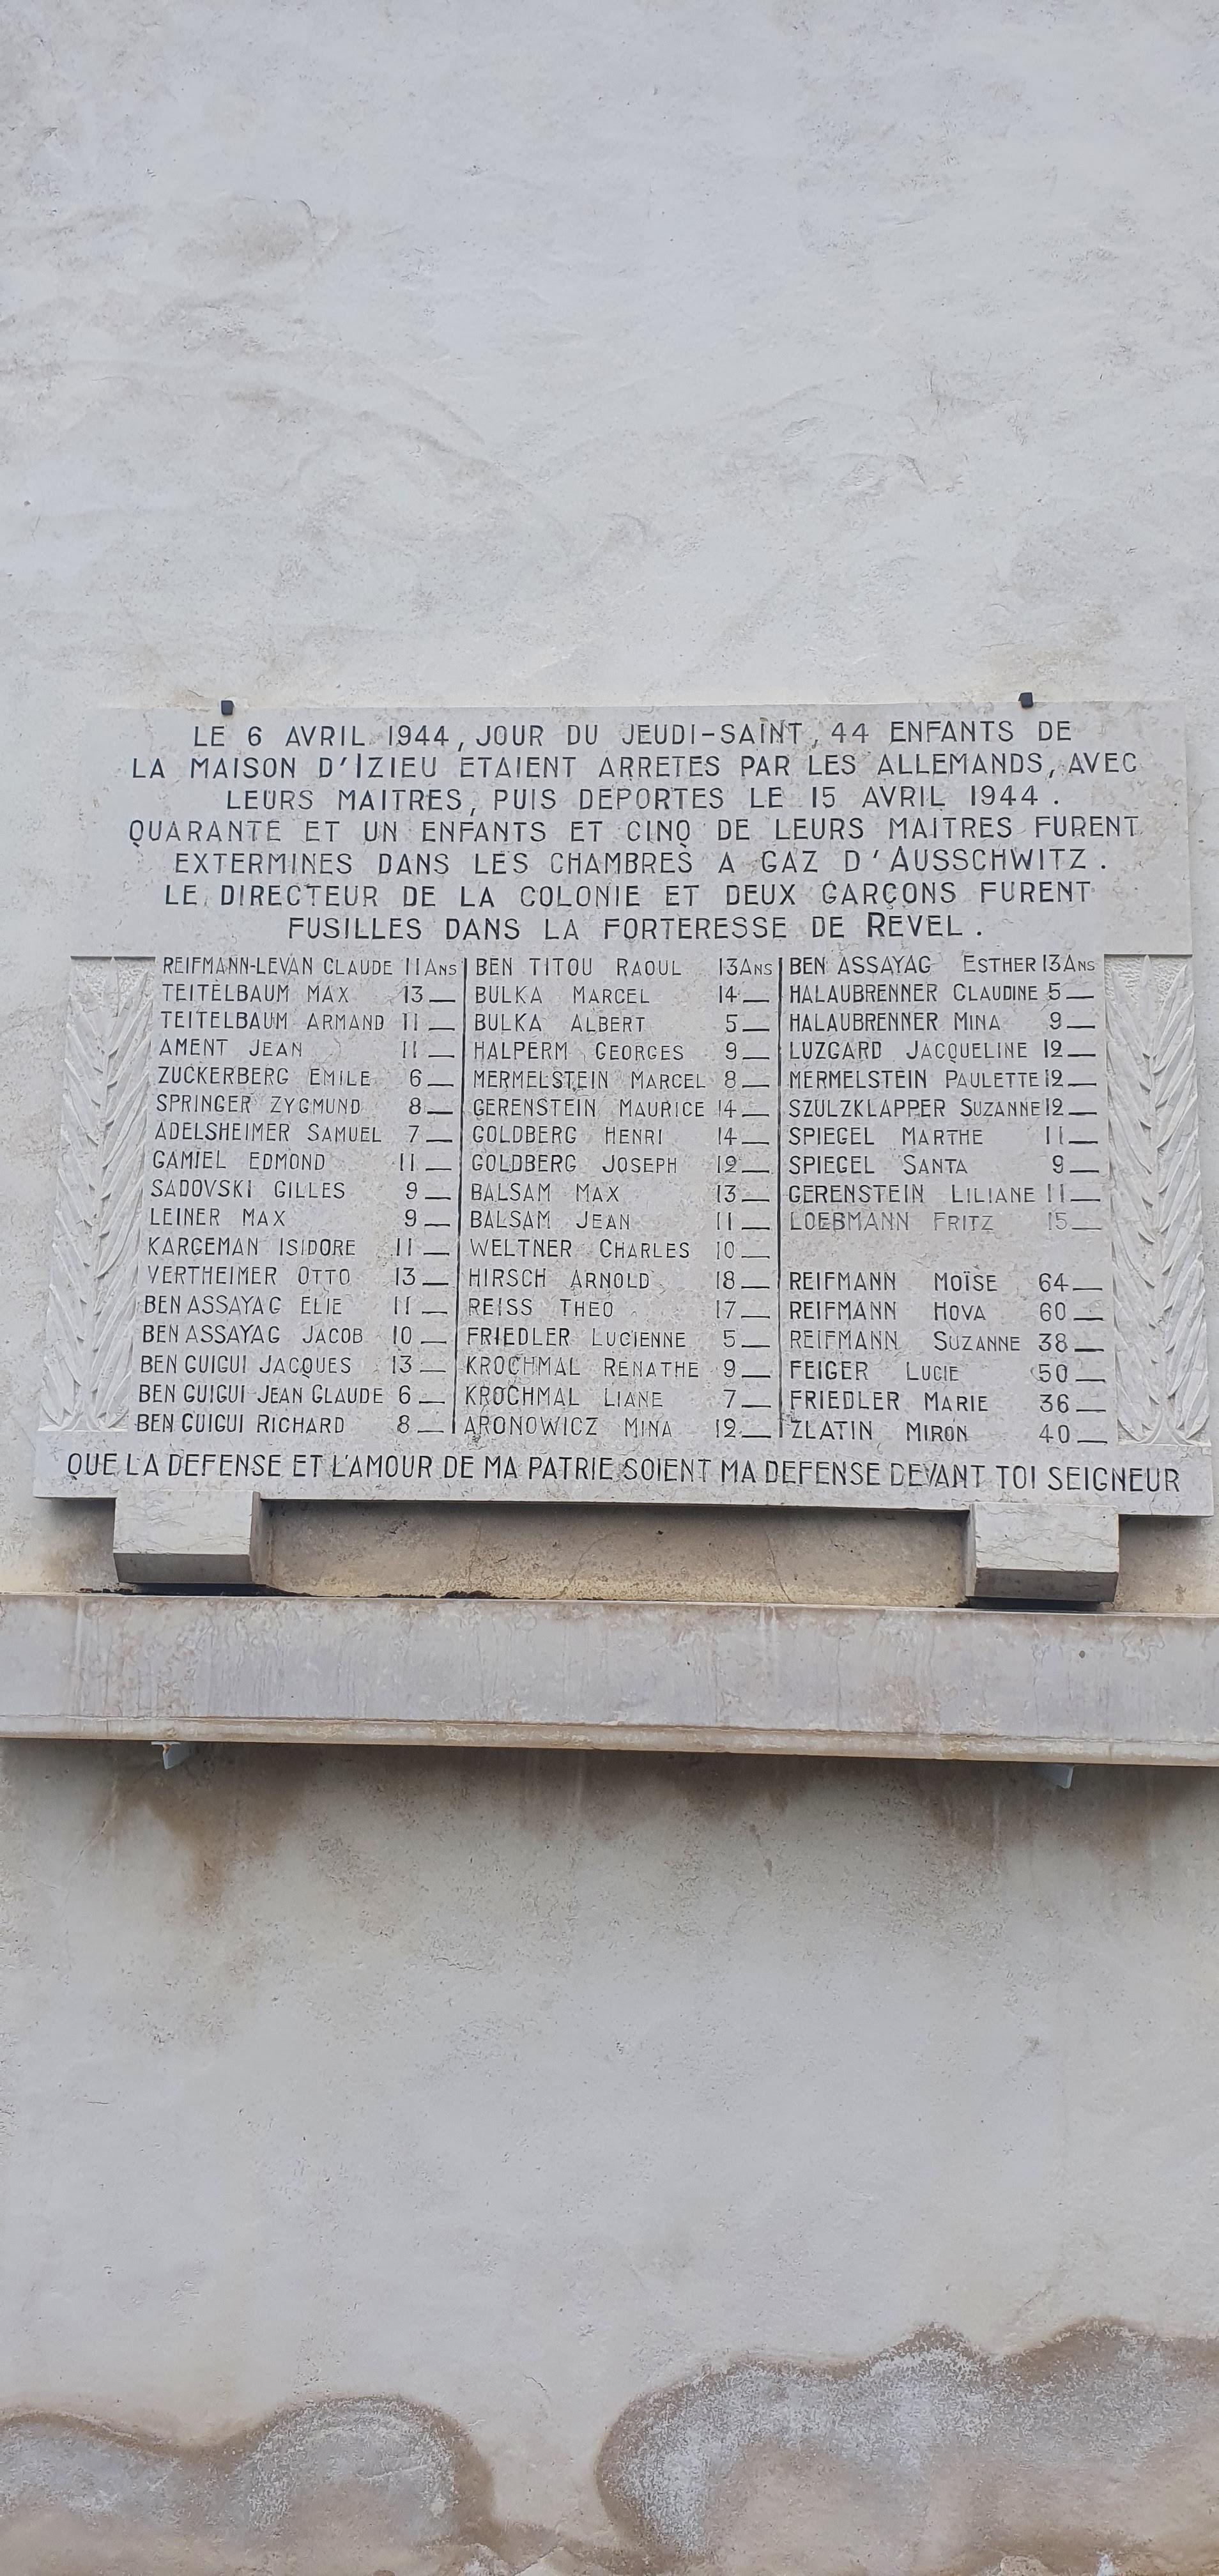 LE 6 AVRIL 1944, JOUR DU JEUDI-SAINT, 44 ENFANTS DE
LA MAISON D'IZIEU ETAIENT ARRETES PAR LES ALLEMANDS, AVEC
LEURS MAITRES, PUIS DEPORTES LE 15 AVRIL 1944.
QUARANTE ET UN ENFANTS ET CINQ DE LEURS MAITRES FURENT
EXTERMINES DANS LES CHAMBRES A GAZ D'AUSSCHWITZ.
LE DIRECTEUR DE LA COLONIE ET DEUX GARÇONS FURENT
FUSILLES DANS LA FORTERESSE DE REVEL.
REIFMANN-LEVAN CLAUDE 11 ANS
TEITELBAUM MAX 13 —
TEITELBAUM ARMAND 11 —
AMENT JEAN 11 —
ZUCKERBERG EMILE 6 —
SPRINGER ZYGMUND 8 —
ADELSHEIMER SAMUEL 7 —
GAMIEL EDMOND 11 —
SADOVSKI GILLES 9 —
LEINER MAX 9 —
KARGEMAN ISIDORE 11 —
VERTHEIMER OTTO 13 —
BEN ASSAYAG ELIE 11 —
BEN ASSAYAG JACOB 10 —
BEN GUIGUI JACQUES 13 —
BEN GUIGUI JEAN CLAUDE 6 —
BEN GUIGUI RICHARD 8 —
BEN TITOU RAOUL 13 ANS
BULKA MARCEL 14 —
BULKA ALBERT 5 —
HALPERM GEORGES 9 —
MERMELSTEIN MARCEL 8 —
GERENSTEIN MAURICE 14 —
GOLDBERG HENRI 14 —
GOLDBERG JOSEPH 12 —
BALSAM MAX 13 —
BALSAM JEAN 11 —
WELTNER CHARLES 10 —
HIRSCH ARNOLD 18 —
REISS THEO 17 —
FRIEDLER LUCIENNE 5 —
KROCHMAL RENATHE 9 —
KROCHMAL LIANE 7 —
ARONOWICZ MINA 12 —
BEN ASSAYAG ESTHER 13 ANS
HALAUBRENNER CLAUDINE 5 —
HALAUBRENNER MINA 9 —
LUZGARD JACQUELINE 12 —
MERMELSTEIN PAULETTE 12 —
SZULZKLAPPER SUZANNE 12 —
SPIEGEL MARTHE 11 —
SPIEGEL SANTA 9 —
GERENSTEIN LILIANE 11 —
LOEBMANN FRITZ 15 —
REIFMANN MOÏSE 64 —
REIFMANN HOVA 60 —
REIFMANN SUZANNE 38 —
FEIGER LUCIE 50 —
FRIEDLER MARIE 36 —
ZLATIN MIRON 40 —
QUE LA DEFENSE ET L'AMOUR DE MA PATRIE SOIENT MA DEFENSE DEVANT TOI SEIGNEUR